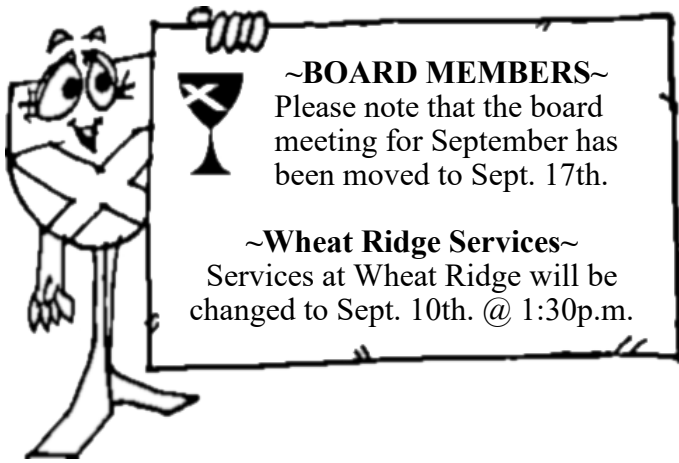 ~BOARD MEMBERS~
Please note that the board
meeting for September has
been moved to Sept. 17th.
~Wheat Ridge Services~
Services at Wheat Ridge will be
changed to Sept. 10th. @ 1:30p.m.